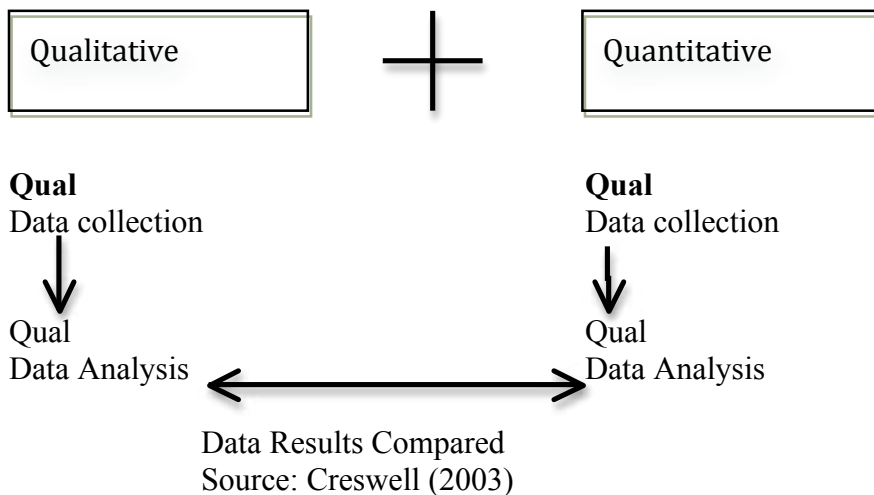 Qualitative
Quantitative
Qual
Data collection
Qual
Data collection
Qual
Data Analysis
Qual
Data Analysis
Data Results Compared
Source: Creswell (2003)